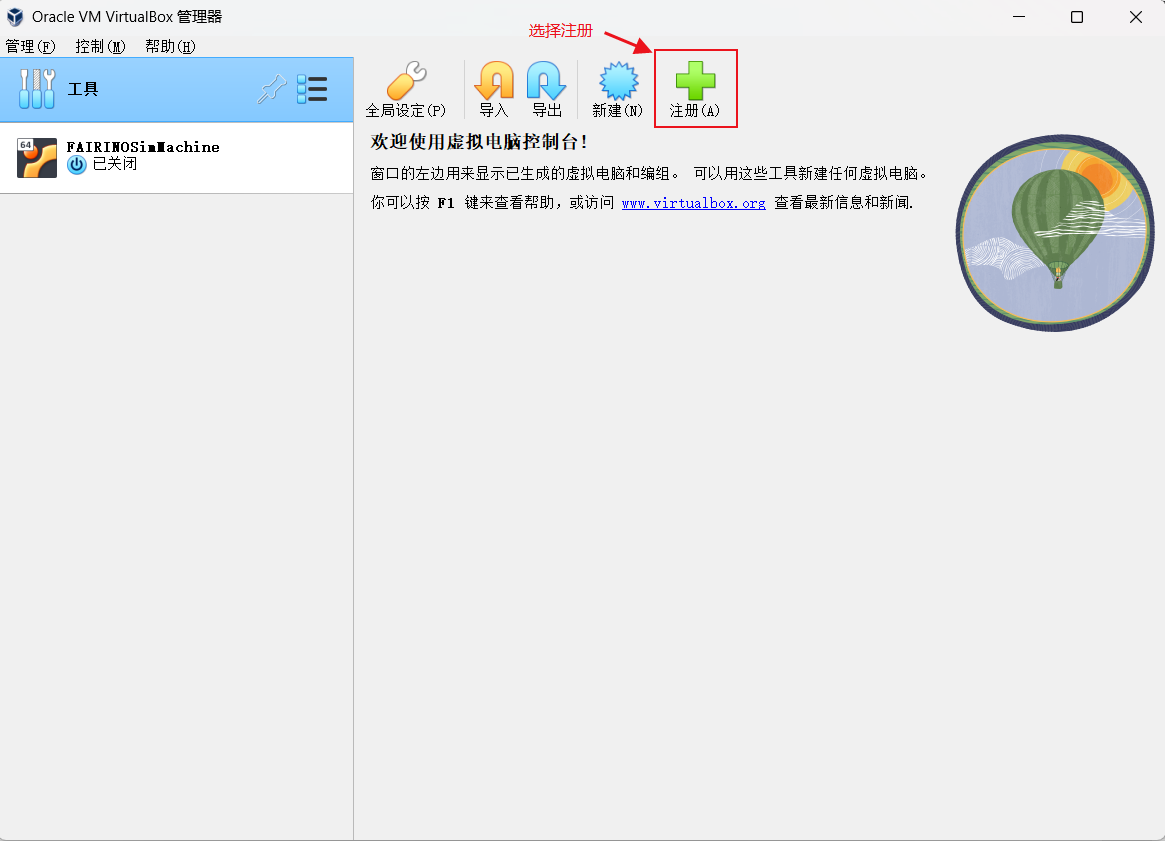 Oracle VM VirtualBox 管理器
管理(F) 控制(M) 帮助(H)
选择注册
工具
全局设定(P) 导入 导出 新建(N) 注册(A)
64
FAIRINOSimMachine
已关闭
欢迎使用虚拟电脑控制台!
窗口的左边用来显示已生成的虚拟电脑和编组。 可以用这些工具新建任何虚拟电脑。
你可以按 F1 键来查看帮助，或访问 www.virtualbox.org 查看最新信息和新闻.